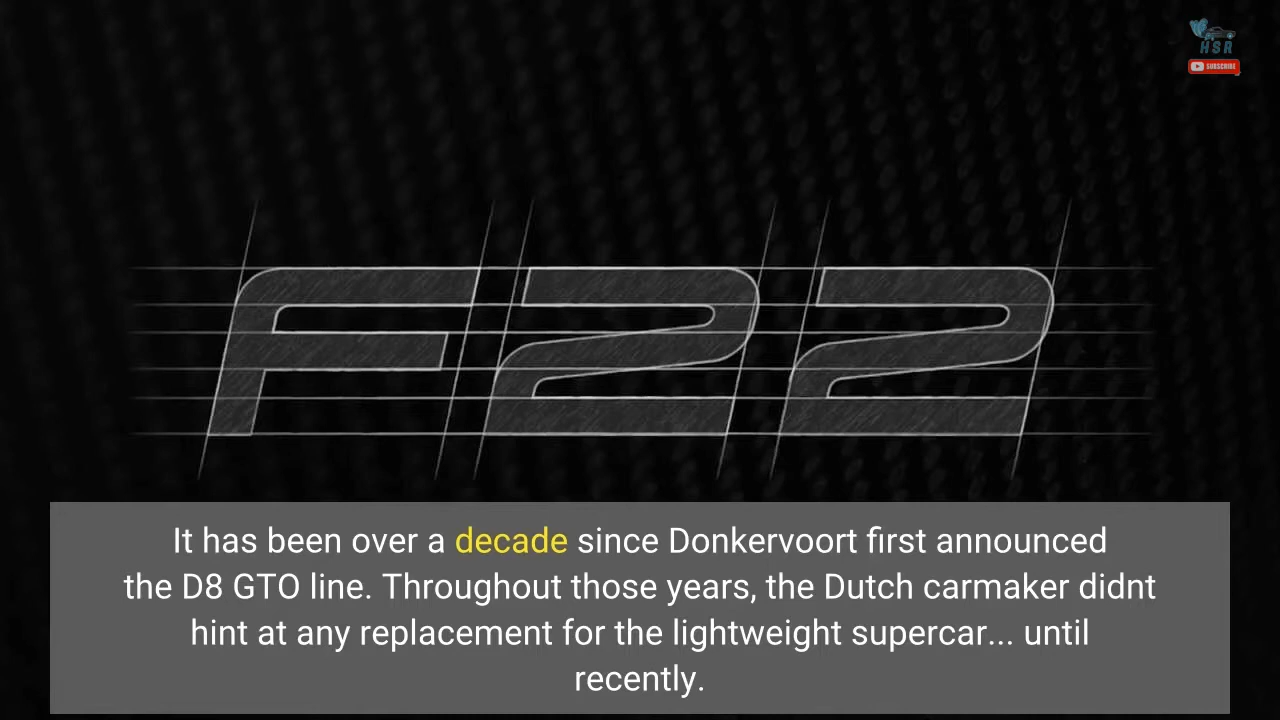 HSR
SUBSCRIBE
F22
It has been over a decade since Donkervoort first announced
the D8 GTO line. Throughout those years, the Dutch carmaker didnt
hint at any replacement for the lightweight supercar... until
recently.